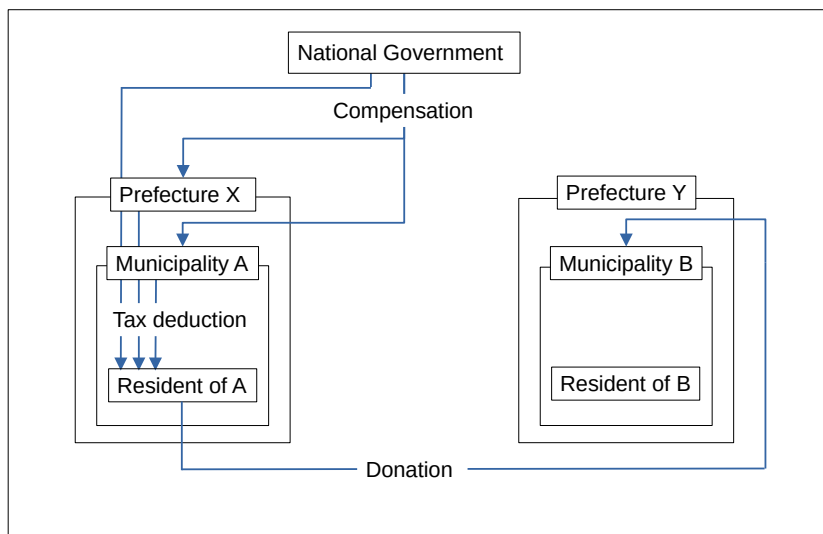 National Government
Compensation
Prefecture X
Prefecture Y
Municipality A
Municipality B
Tax deduction
Resident of A
Resident of B
Donation